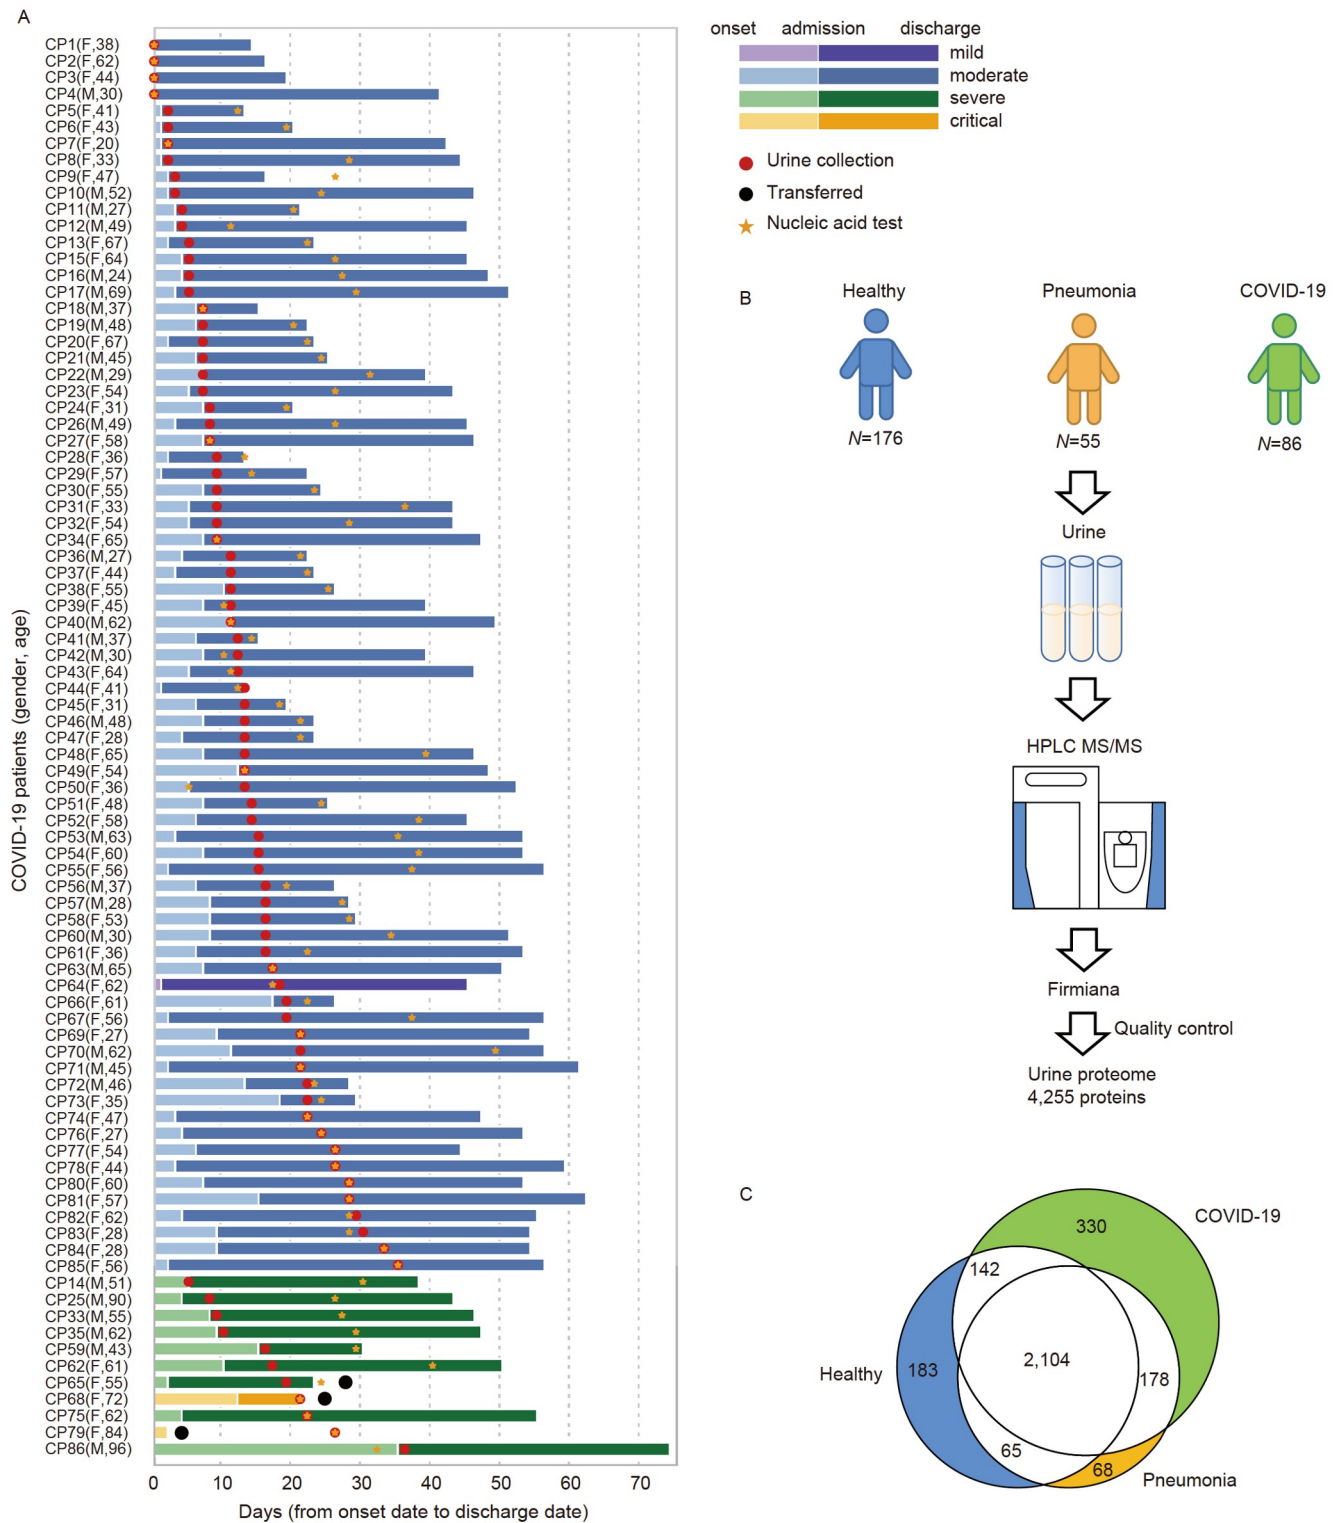 A
CP1(F,38)
CP2(F,62)
CP3(F,44)
CP4(M,30)
CP5(F,41)
CP6(F,43)
CP7(F,20)
CP8(F,33)
CP9(F,47)
CP10(M,52)
CP11(M,27)
CP12(M,49)
CP13(F,67)
CP15(F,64)
CP16(M,24)
CP17(M,69)
CP18(M,37)
CP19(M,48)
CP20(F,67)
CP21(M,45)
CP22(M,29)
CP23(F,54)
CP24(F,31)
CP26(M,49)
CP27(F,58)
CP28(F,36)
CP29(F,57)
CP30(F,55)
CP31(F,33)
CP32(F,54)
CP34(F,65)
CP36(M,27)
CP37(F,44)
CP38(F,55)
CP39(F,45)
CP40(M,62)
CP41(M,37)
CP42(M,30)
CP43(F,64)
CP44(F,41)
CP45(F,31)
CP46(M,48)
CP47(F,28)
CP48(F,65)
CP49(F,54)
CP50(F,36)
CP51(F,48)
CP52(F,58)
CP53(M,63)
CP54(F,60)
CP55(F,56)
CP56(M,37)
CP57(M,28)
CP58(F,53)
CP60(M,30)
CP61(F,36)
CP63(M,65)
CP64(F,62)
CP66(F,61)
CP67(F,56)
CP69(F,27)
CP70(M,62)
CP71(M,45)
CP72(M,46)
CP73(F,35)
CP74(F,47)
CP76(F,27)
CP77(F,54)
CP78(F,44)
CP80(F,60)
CP81(F,57)
CP82(F,62)
CP83(F,28)
CP84(F,28)
CP85(F,56)
CP14(M,51)
CP25(M,90)
CP33(M,55)
CP35(M,62)
CP59(M,43)
CP62(F,61)
CP65(F,55)
CP68(F,72)
CP75(F,62)
CP79(F,84)
CP86(M,96)
COVID-19 patients (gender, age)
0 10 20 30 40 50 60 70
Days (from onset date to discharge date)
onset admission discharge
mild
moderate
severe
critical
Urine collection
Transferred
Nucleic acid test
B
Healthy Pneumonia COVID-19
N=176 N=55 N=86
Urine
HPLC MS/MS
Firmiana
Quality control
Urine proteome
4,255 proteins
C
330
COVID-19
142
2,104
Healthy
183
178
65
68
Pneumonia